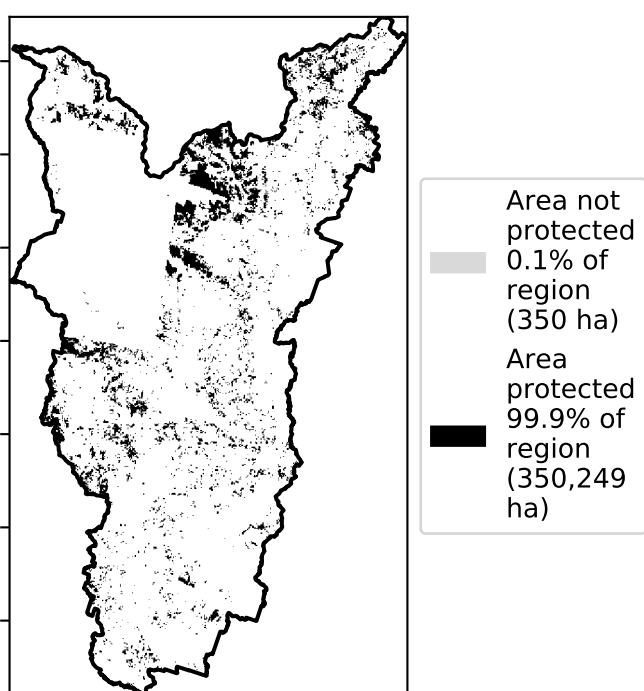 Area not
protected
0.1% of
region
(350 ha)
Area
protected
99.9% of
region
(350,249
ha)